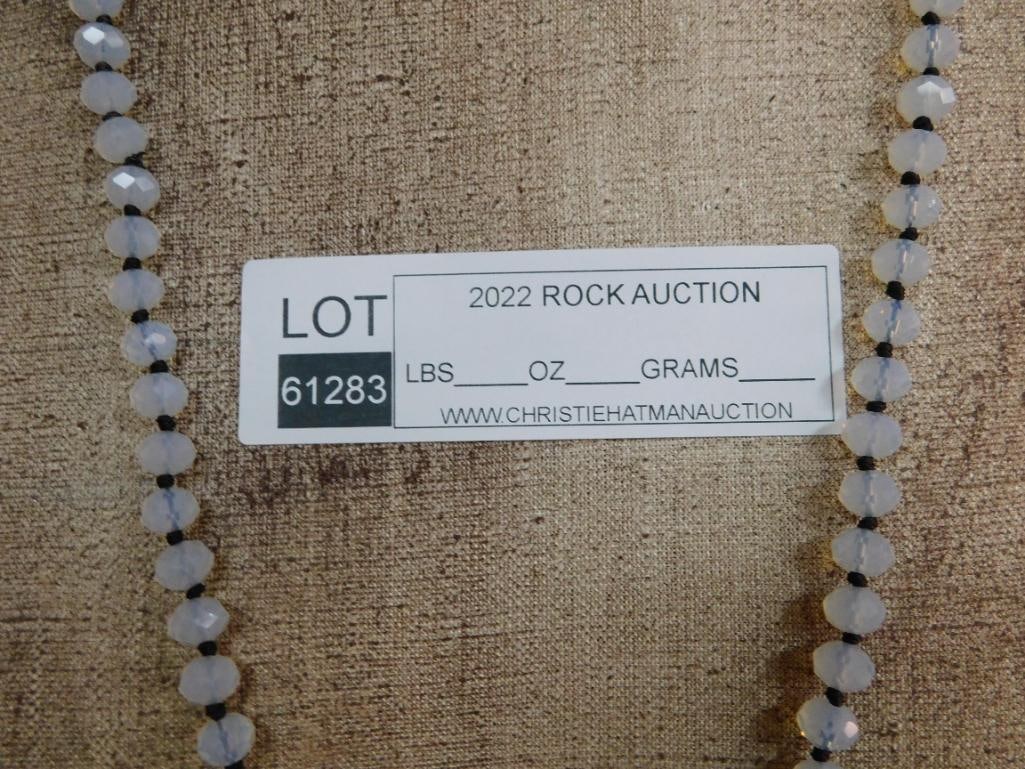 LOT
61283
2022 ROCK AUCTION
LBS_____OZ_____GRAMS_____
WWW.CHRISTIEHATMANAUCTION